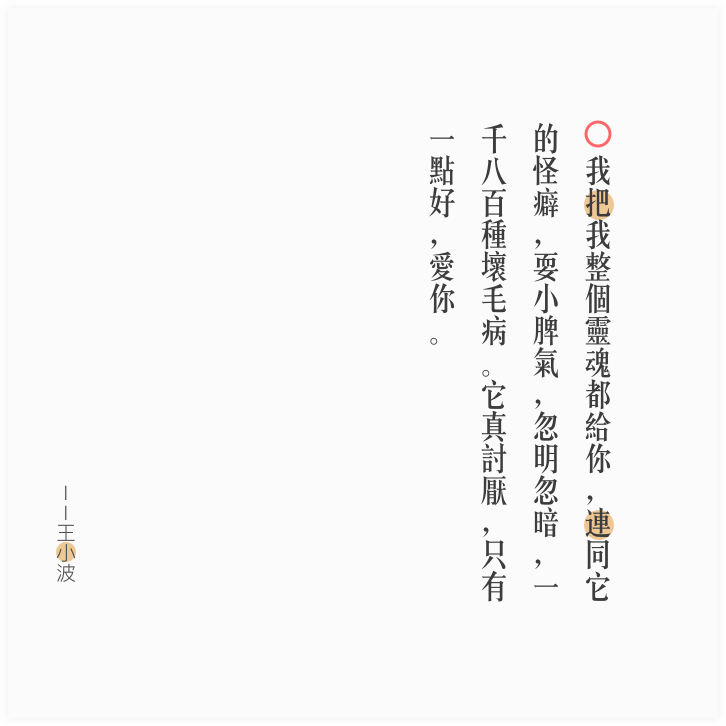 我把我整個靈魂都給你，連同它
的怪癖，耍小脾氣，忽明忽暗，一
千八百種壞毛病。它真討厭，只有
一點好，愛你。
——王小波